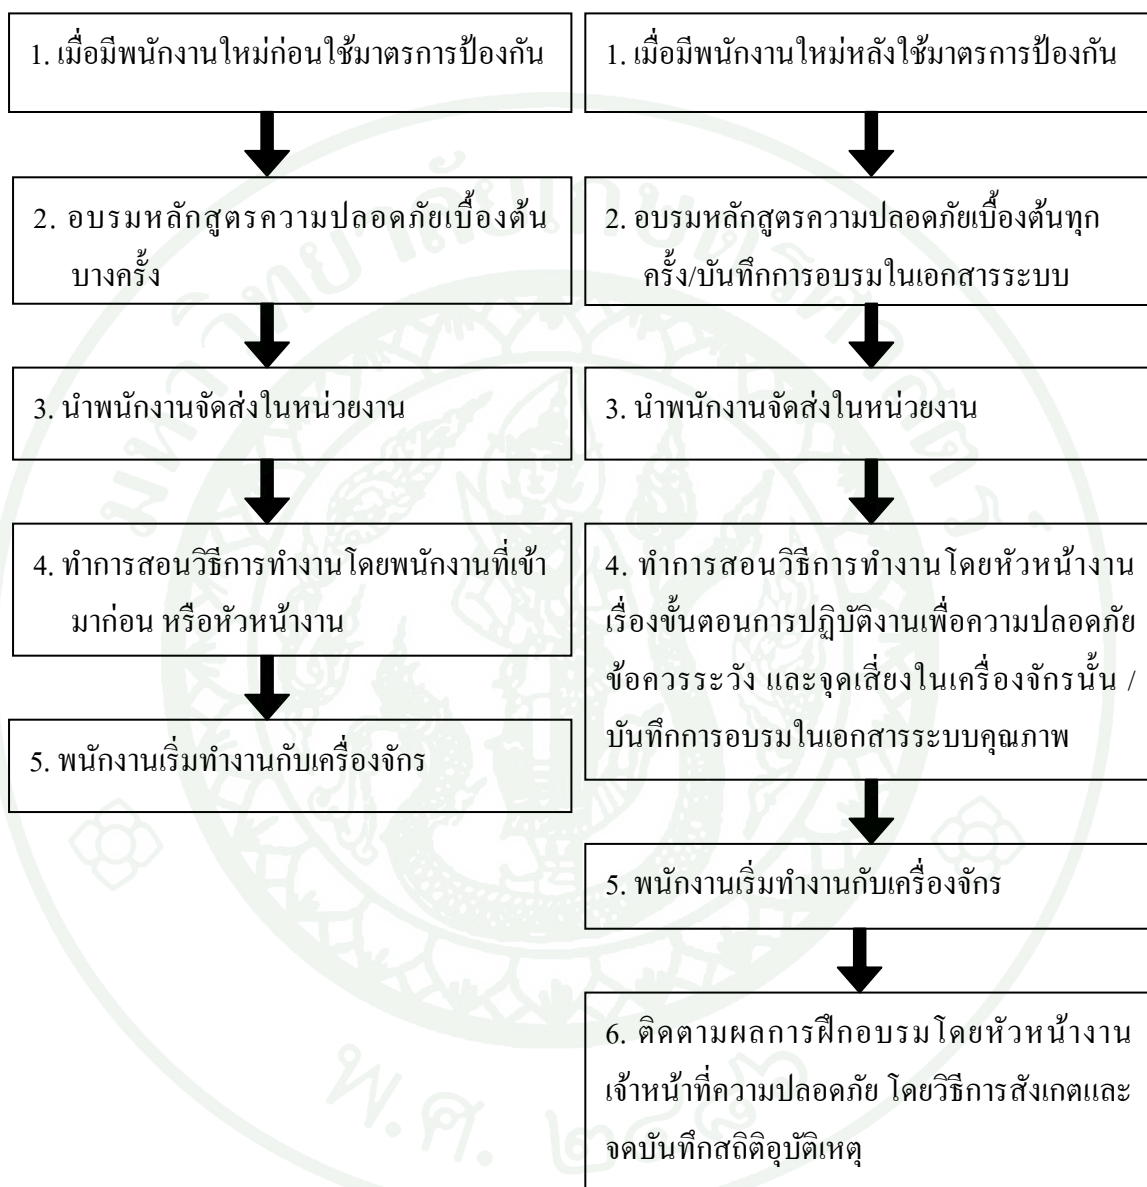 1. เมื่อมีพนักงานใหม่ก่อนใช้มาตรการป้องกัน
2. อบรมหลักสูตรความปลอดภัยเบื้องต้น
บางครั้ง
3. นำพนักงานจัดส่งในหน่วยงาน
4. ทำการสอนวิธีการทำงานโดยพนักงานที่เข้า
มาก่อน หรือหัวหน้างาน
5. พนักงานเริ่มทำงานกับเครื่องจักร
1. เมื่อมีพนักงานใหม่หลังใช้มาตรการป้องกัน
2. อบรมหลักสูตรความปลอดภัยเบื้องต้นทุก
ครั้ง/บันทึกการอบรมในเอกสารระบบ
3. นำพนักงานจัดส่งในหน่วยงาน
4. ทำการสอนวิธีการทำงานโดยหัวหน้างาน
เรื่องขั้นตอนการปฏิบัติงานเพื่อความปลอดภัย
ข้อควรระวัง และจุดเสี่ยงในเครื่องจักรนั้น /
บันทึกการอบรมในเอกสารระบบคุณภาพ
5. พนักงานเริ่มทำงานกับเครื่องจักร
6. ติดตามผลการฝึกอบรมโดยหัวหน้างาน
เจ้าหน้าที่ความปลอดภัย โดยวิธีการสังเกตและ
จดบันทึกสถิติอุบัติเหตุ
มหาวิทยาลัยเกษตรศาสตร์
พ.ศ. ๒๔๘๖